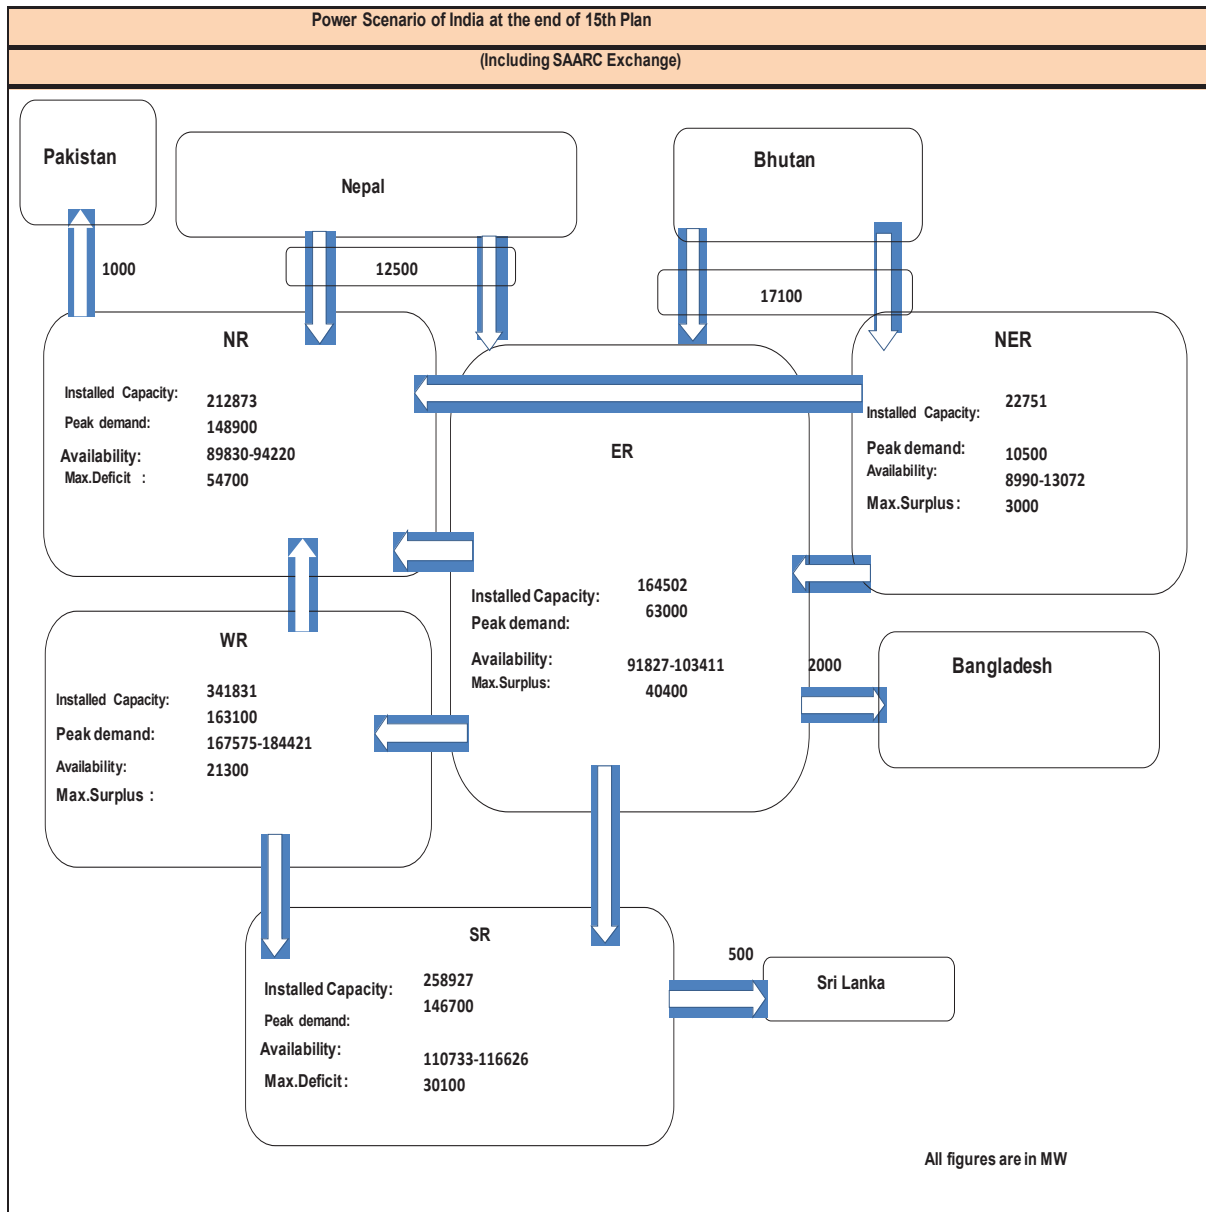 Power Scenario of India at the end of 15th Plan
(Including SAARC Exchange)
Pakistan
Nepal
Bhutan
1000
12500
17100
NR
Installed Capacity: 212873
Peak demand: 148900
Availability: 89830-94220
Max.Deficit : 54700
NER
Installed Capacity: 22751
Peak demand: 10500
Availability: 8990-13072
Max.Surplus : 3000
ER
Installed Capacity: 164502
Peak demand: 63000
Availability: 91827-103411
Max.Surplus: 40400
2000
Bangladesh
WR
Installed Capacity: 341831
163100
Peak demand: 167575-184421
Availability: 21300
Max.Surplus :
SR
Installed Capacity: 258927
Peak demand: 146700
Availability: 110733-116626
Max.Deficit : 30100
500
Sri Lanka
All figures are in MW